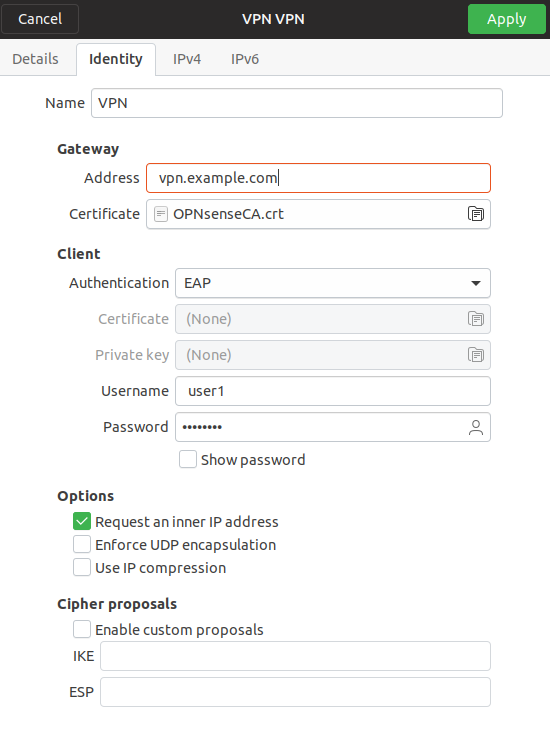 Cancel VPN VPN Apply
Details Identity IPv4 IPv6
Name VPN
Gateway
Address vpn.example.com
Certificate OPNsenseCA.crt
Client
Authentication EAP
Certificate (None)
Private key (None)
Username user1
Password ••••••••
Show password
Options
Request an inner IP address
Enforce UDP encapsulation
Use IP compression
Cipher proposals
Enable custom proposals
IKE
ESP